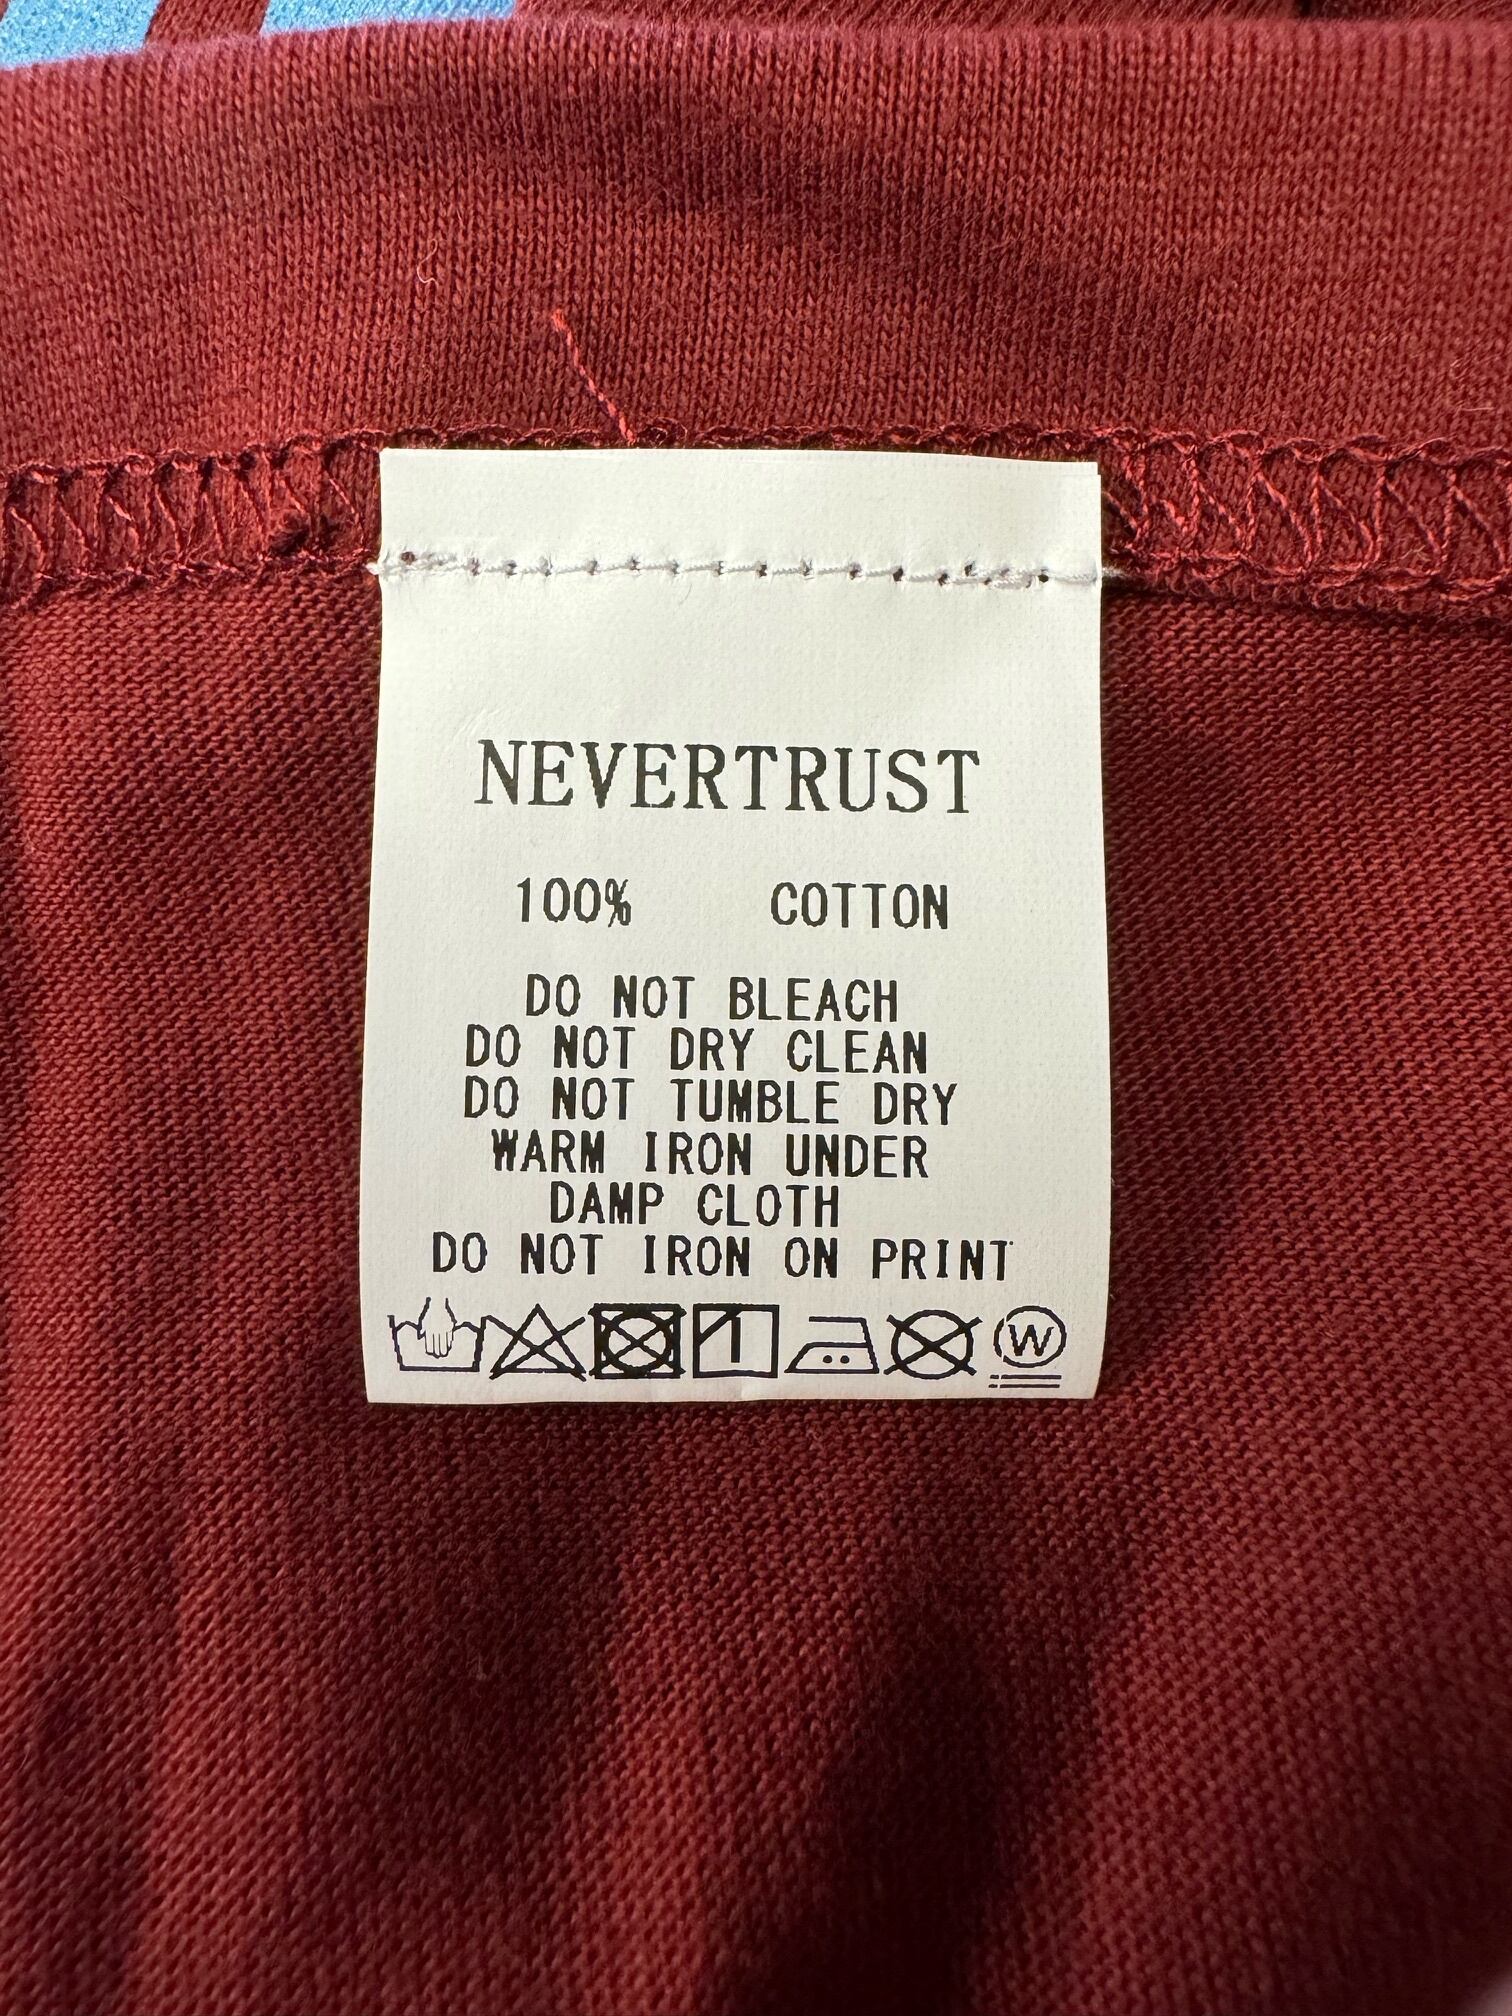 NEVERTRUST
100% COTTON
DO NOT BLEACH
DO NOT DRY CLEAN
DO NOT TUMBLE DRY
WARM IRON UNDER
DAMP CLOTH
DO NOT IRON ON PRINT
W